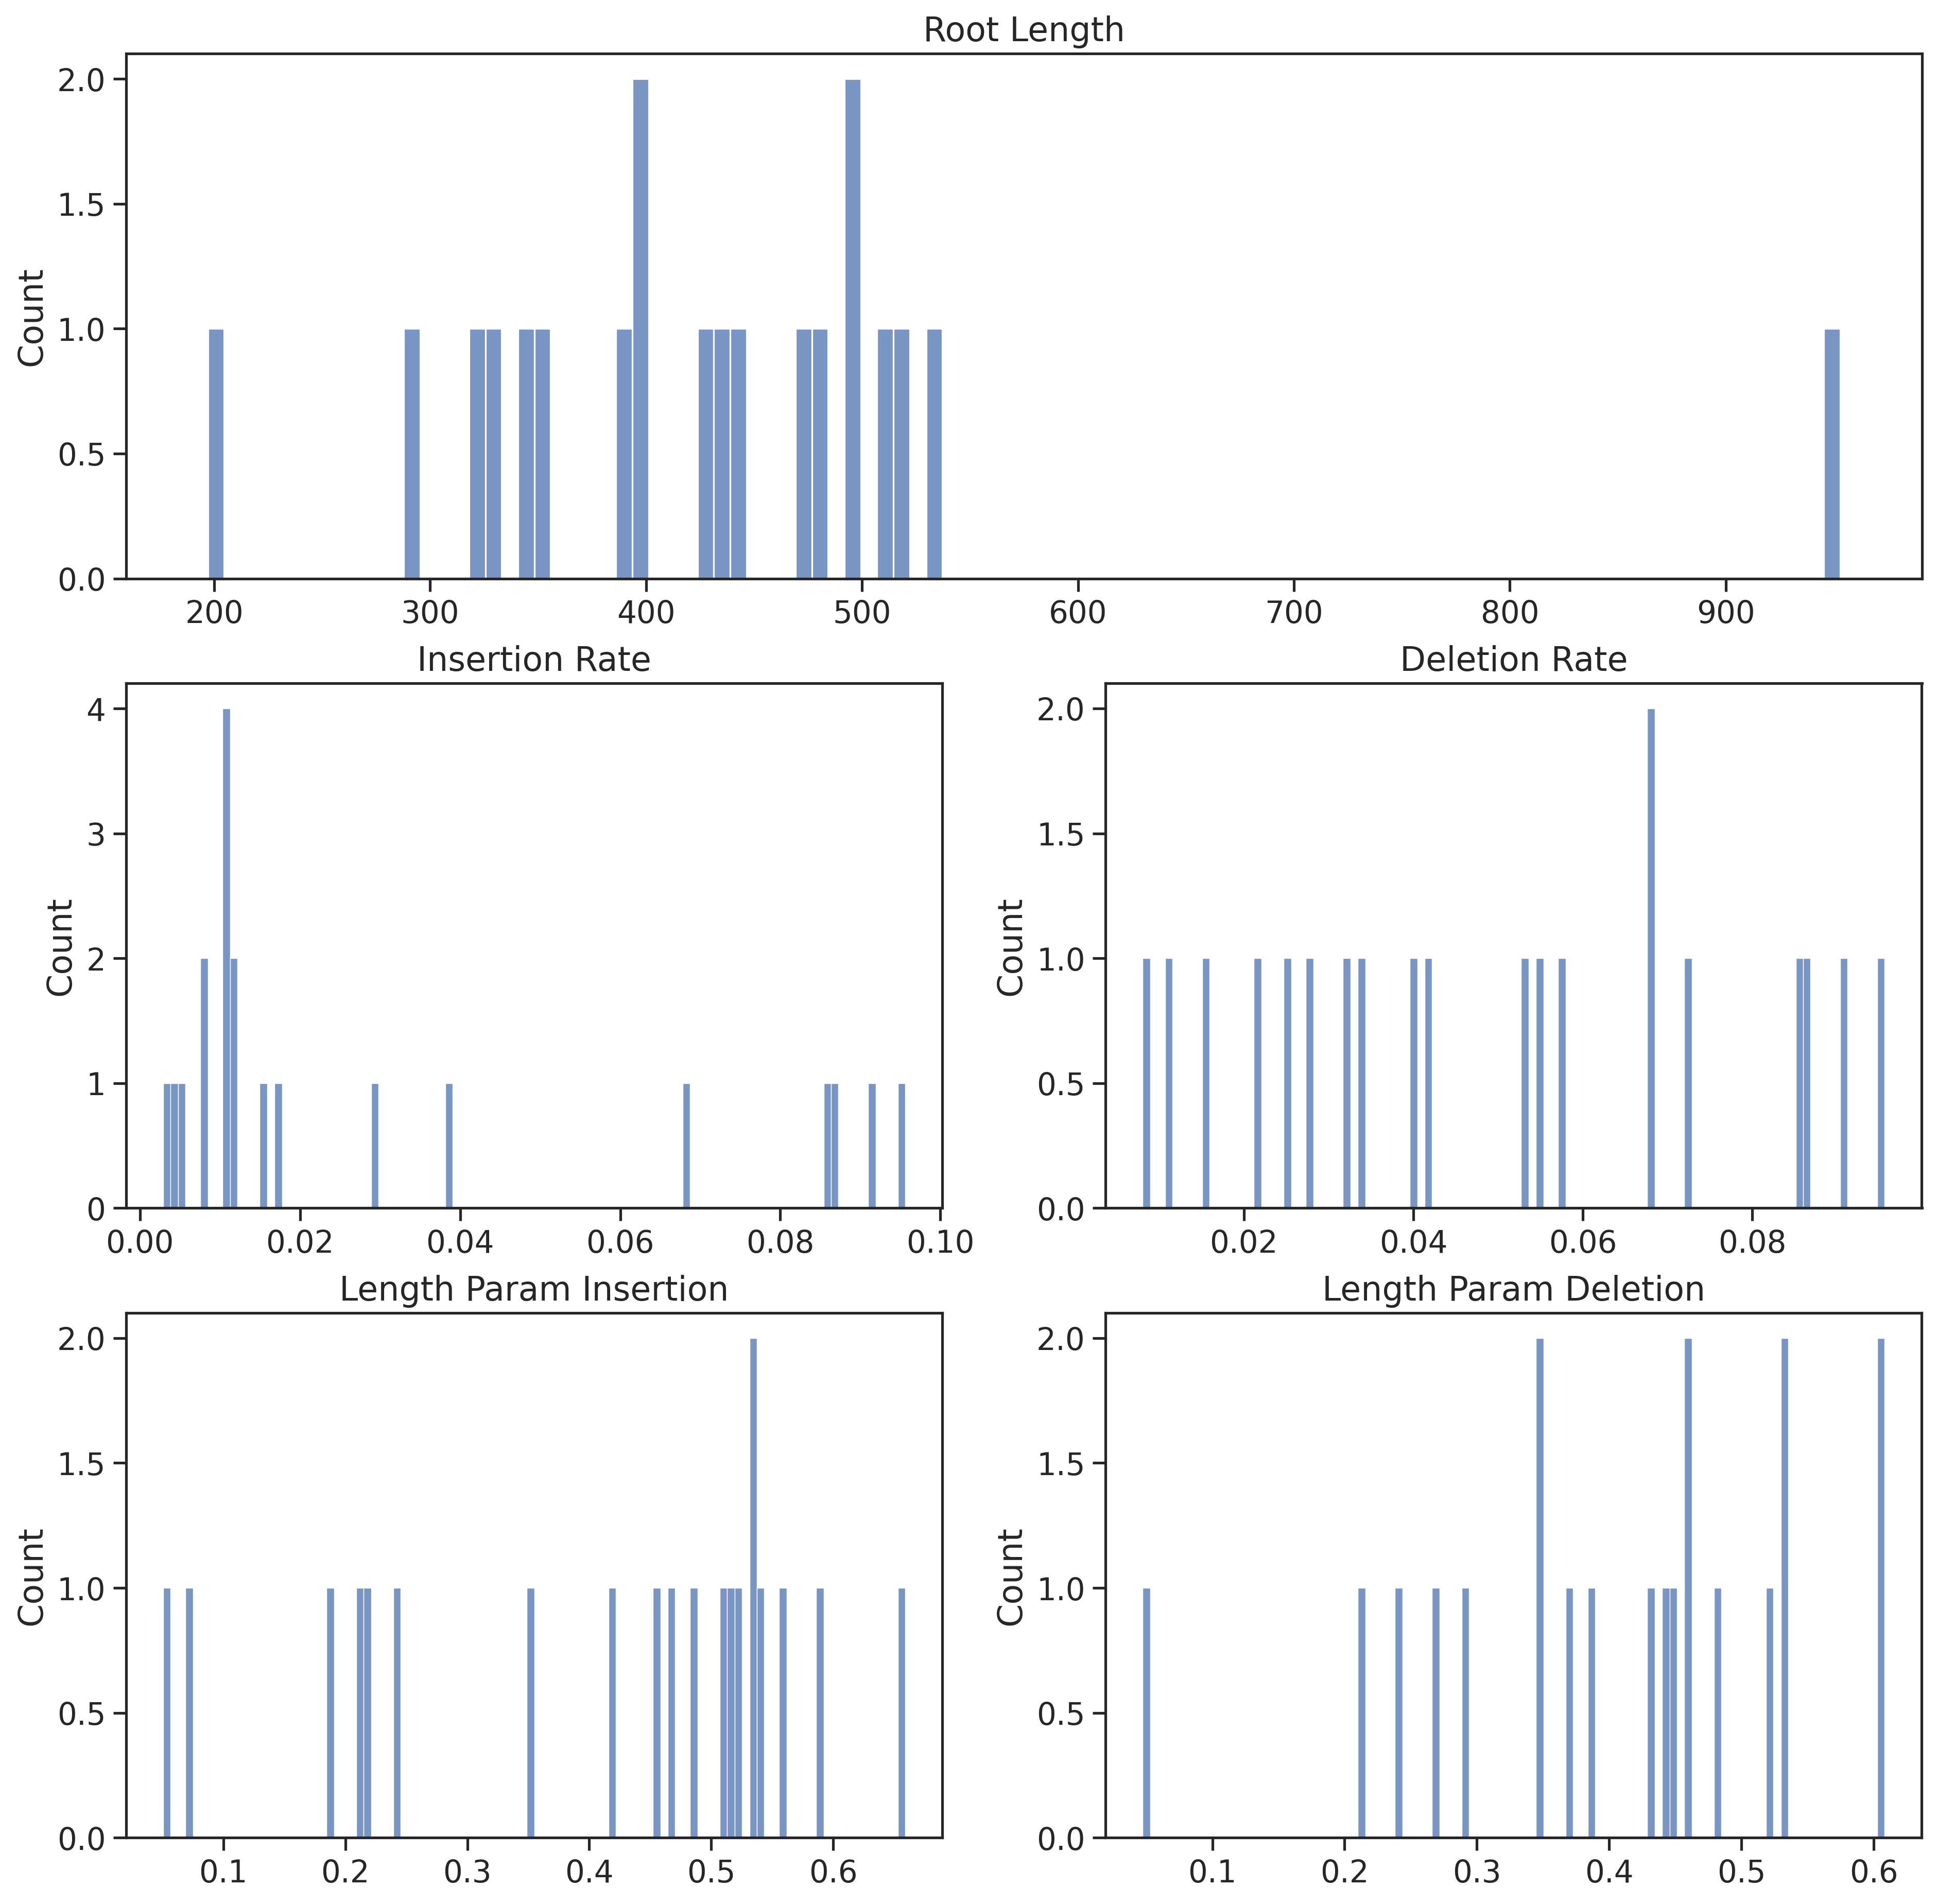 Root Length
Count
2.0
1.5
1.0
0.5
0.0
200 300 400 500 600 700 800 900
Insertion Rate
Count
4
3
2
1
0
0.00 0.02 0.04 0.06 0.08 0.10
Deletion Rate
Count
2.0
1.5
1.0
0.5
0.0
0.02 0.04 0.06 0.08
Length Param Insertion
Count
2.0
1.5
1.0
0.5
0.0
0.1 0.2 0.3 0.4 0.5 0.6
Length Param Deletion
Count
2.0
1.5
1.0
0.5
0.0
0.1 0.2 0.3 0.4 0.5 0.6